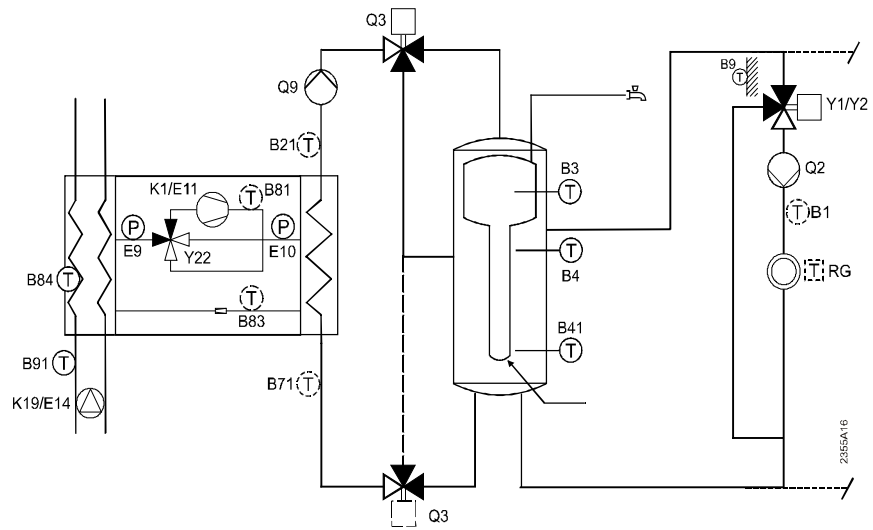 Q3
B9
T
Q9
Y1/Y2
B21
T
B3
T
Q2
K1/E11
T
B81
T
B1
P
P
E9
Y22
E10
T
B4
T
RG
B84
T
T
B83
B41
T
B91
T
B71
T
K19/E14
2355A16
Q3